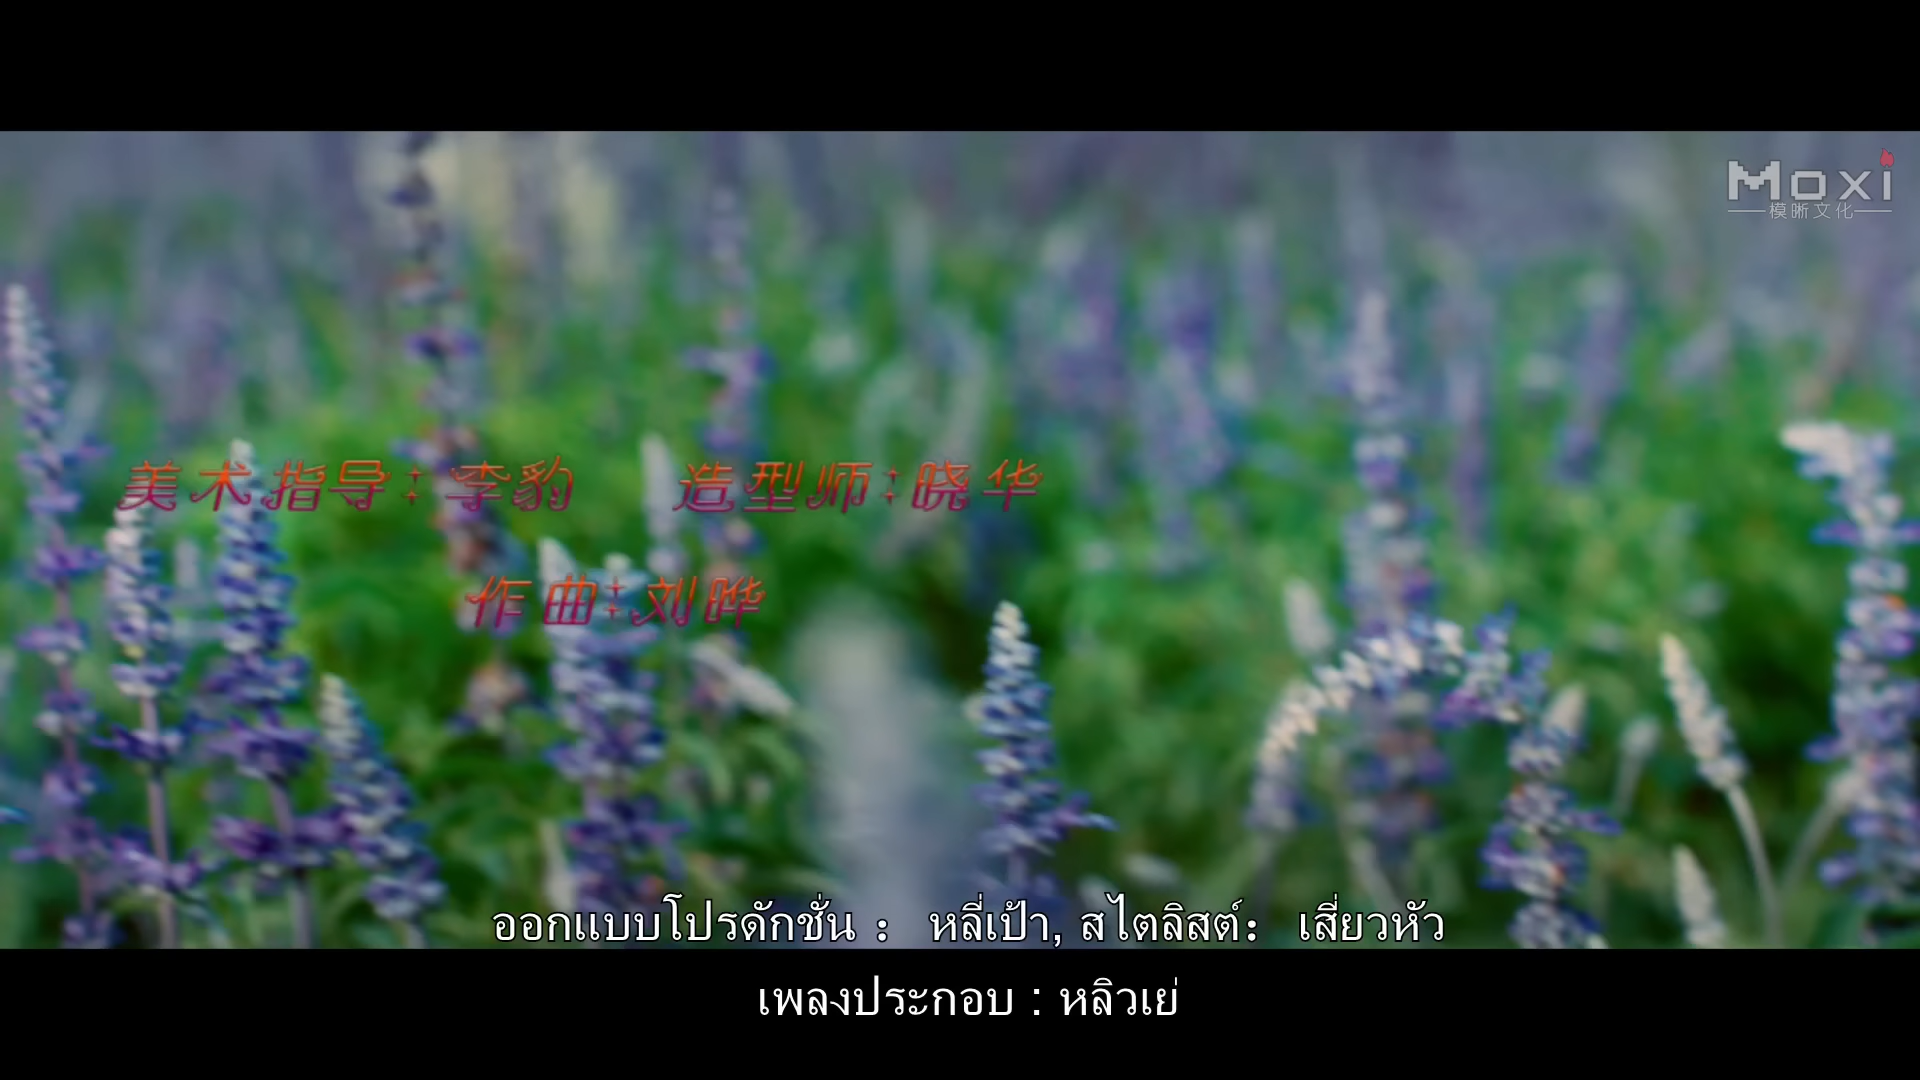 Moxi
模晰文化
美术指导：李豹 造型师：晓华
作曲：刘晔
ออกแบบโปรดักชั่น : หลี่เป้า, สไตลิสต์: เสี่ยวหัว
เพลงประกอบ : หลิวเย่